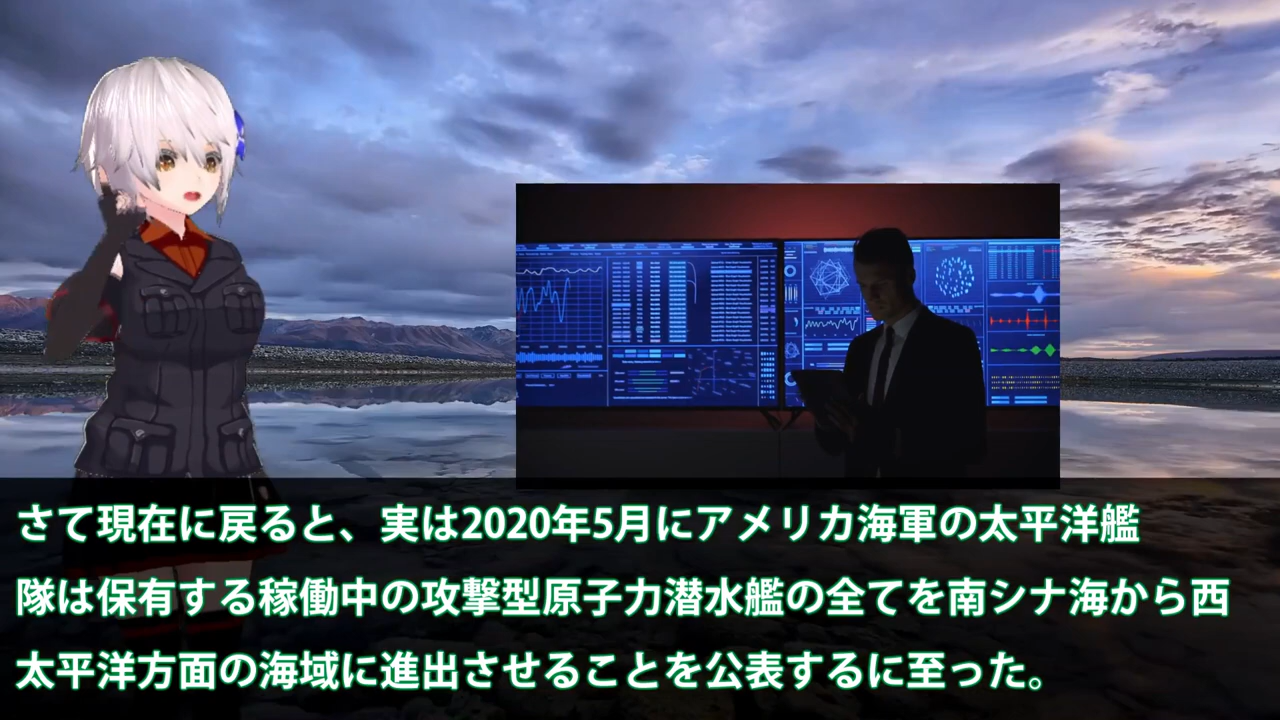 さて現在に戻ると、実は2020年5月にアメリカ海軍の太平洋艦
隊は保有する稼働中の攻撃型原子力潜水艦の全てを南シナ海から西
太平洋方面の海域に進出させることを公表するに至った。